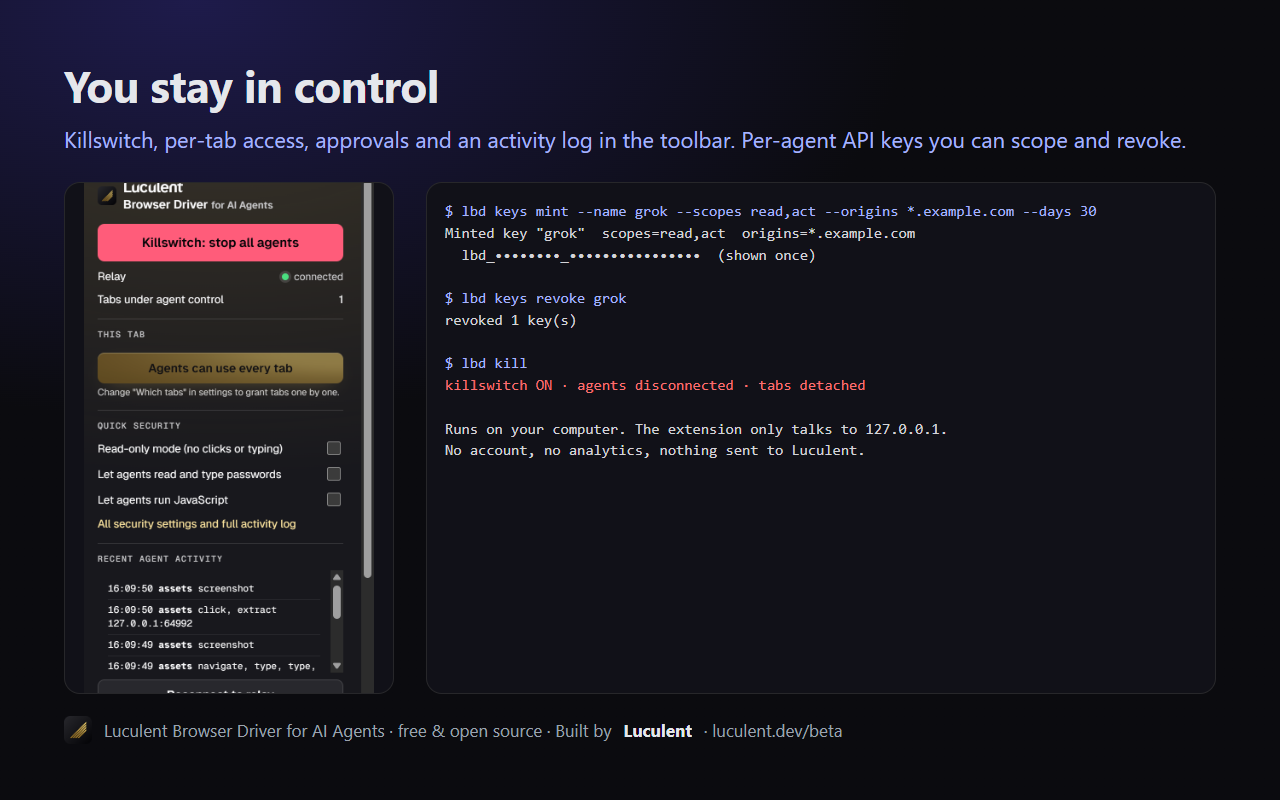 You stay in control
Killswitch, per-tab access, approvals and an activity log in the toolbar. Per-agent API keys you can scope and revoke.
Luculent
Browser Driver for AI Agents
Killswitch: stop all agents
Relay connected
Tabs under agent control 1
THIS TAB
Agents can use every tab
Change "Which tabs" in settings to grant tabs one by one.
QUICK SECURITY
Read-only mode (no clicks or typing)
Let agents read and type passwords
Let agents run JavaScript
All security settings and full activity log
RECENT AGENT ACTIVITY
16:09:50 assets screenshot
16:09:50 assets click, extract
127.0.0.1:64992
16:09:49 assets screenshot
16:09:49 assets navigate, type, type,
Reconnect to relay
$ lbd keys mint --name grok --scopes read,act --origins *.example.com --days 30
Minted key "grok"  scopes=read,act  origins=*.example.com
lbd_••••••••_••••••••••••••••  (shown once)
$ lbd keys revoke grok
revoked 1 key(s)
$ lbd kill
killswitch ON · agents disconnected · tabs detached
Runs on your computer. The extension only talks to 127.0.0.1.
No account, no analytics, nothing sent to Luculent.
Luculent Browser Driver for AI Agents · free & open source · Built by Luculent · luculent.dev/beta